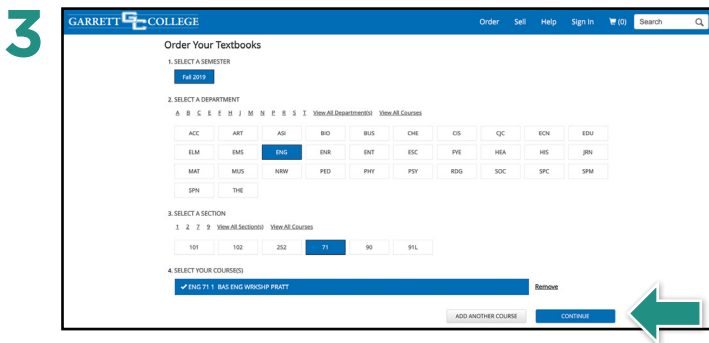 3
GARRETT GC COLLEGE Order Sell Help Sign In (0) Search
Order Your Textbooks
1. SELECT A SEMESTER
Fall 2019
2. SELECT A DEPARTMENT
A B C E F H J M N P R S T View All Department(s) View All Courses
ACC ART ASI BIO BUS CHE CIS CJC ECN EDU
ELM EMS ENG ENR ENT ESC FYE HEA HIS JRN
MAT MUS NRW PED PHY PSY RDG SOC SPC SPM
SPN THE
3. SELECT A SECTION
1 2 7 9 View All Section(s) View All Courses
101 102 252 71 90 91L
4. SELECT YOUR COURSE(S)
ENG 71 1 BAS ENG WRKSHP PRATT Remove
ADD ANOTHER COURSE CONTINUE